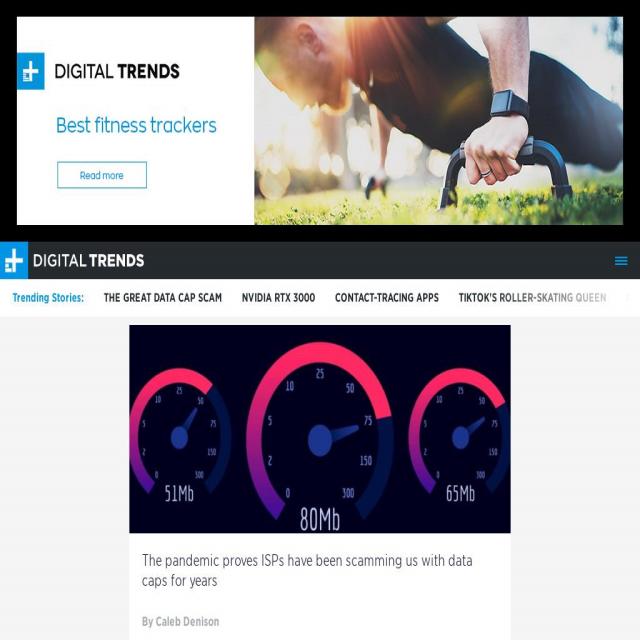 DIGITAL TRENDS
Best fitness trackers
Read more
DIGITAL TRENDS
Trending Stories: THE GREAT DATA CAP SCAM NVIDIA RTX 3000 CONTACT-TRACING APPS TIKTOK'S ROLLER-SKATING QUEEN
0 2 5 10 25 50 75 150 300
51Mb
0 2 5 10 25 50 75 150 300
80Mb
0 2 5 10 25 50 75 150 300
65Mb
The pandemic proves ISPs have been scamming us with data
caps for years
By Caleb Denison